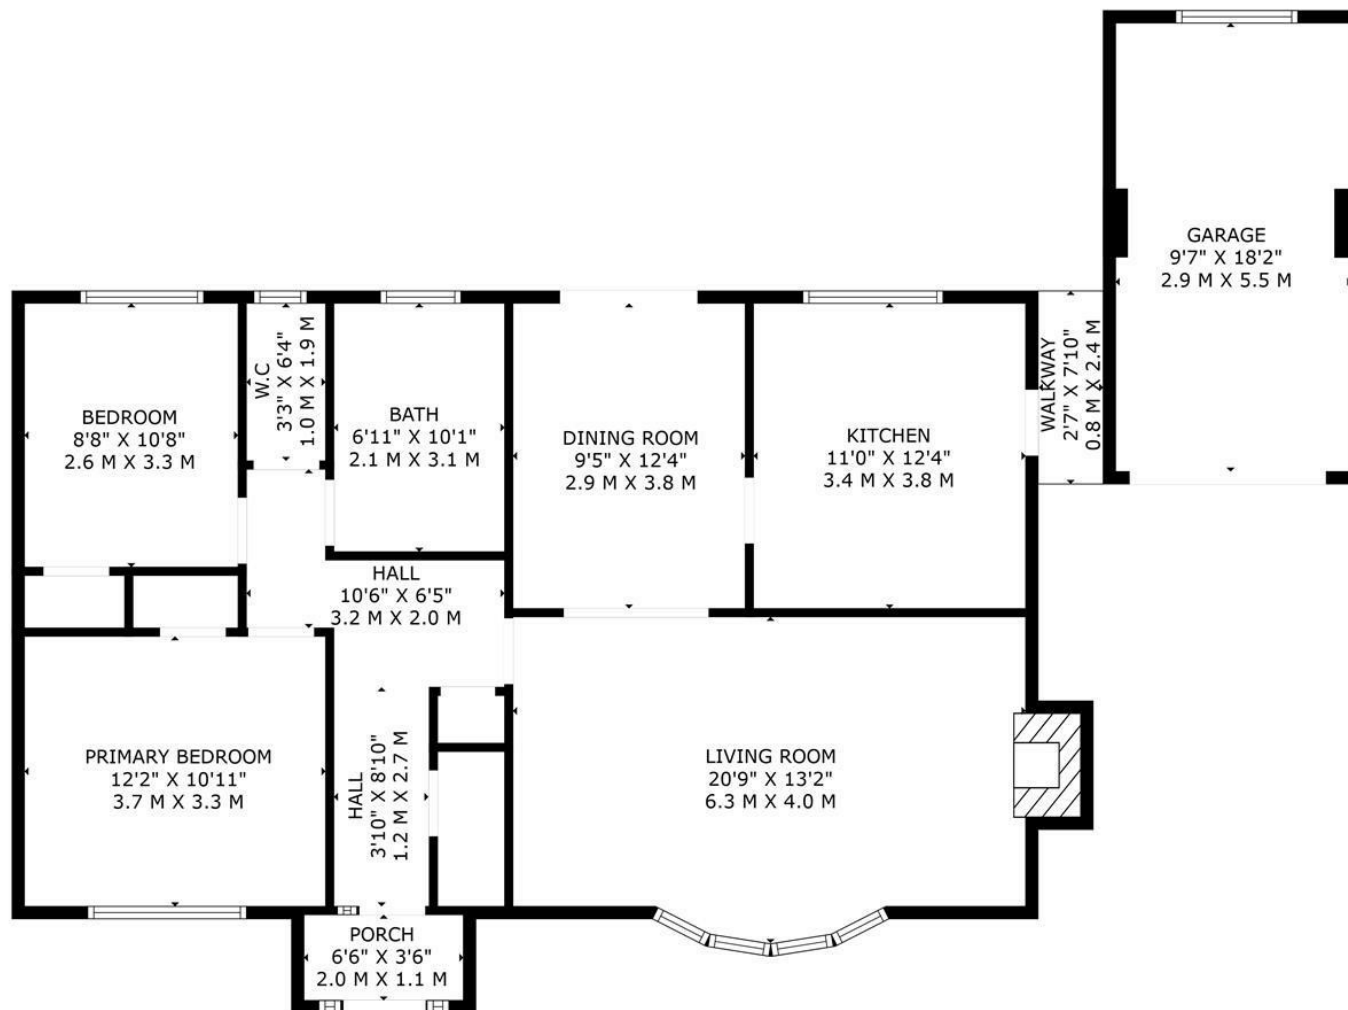 GARAGE
9'7" X 18'2"
2.9 M X 5.5 M
BEDROOM
8'8" X 10'8"
2.6 M X 3.3 M
W.C
3'3" X 6'4"
1.0 M X 1.9 M
BATH
6'11" X 10'1"
2.1 M X 3.1 M
DINING ROOM
9'5" X 12'4"
2.9 M X 3.8 M
KITCHEN
11'0" X 12'4"
3.4 M X 3.8 M
WALKWAY
2'7" X 7'10"
0.8 M X 2.4 M
HALL
10'6" X 6'5"
3.2 M X 2.0 M
PRIMARY BEDROOM
12'2" X 10'11"
3.7 M X 3.3 M
HALL
3'10" X 8'10"
1.2 M X 2.7 M
LIVING ROOM
20'9" X 13'2"
6.3 M X 4.0 M
PORCH
6'6" X 3'6"
2.0 M X 1.1 M